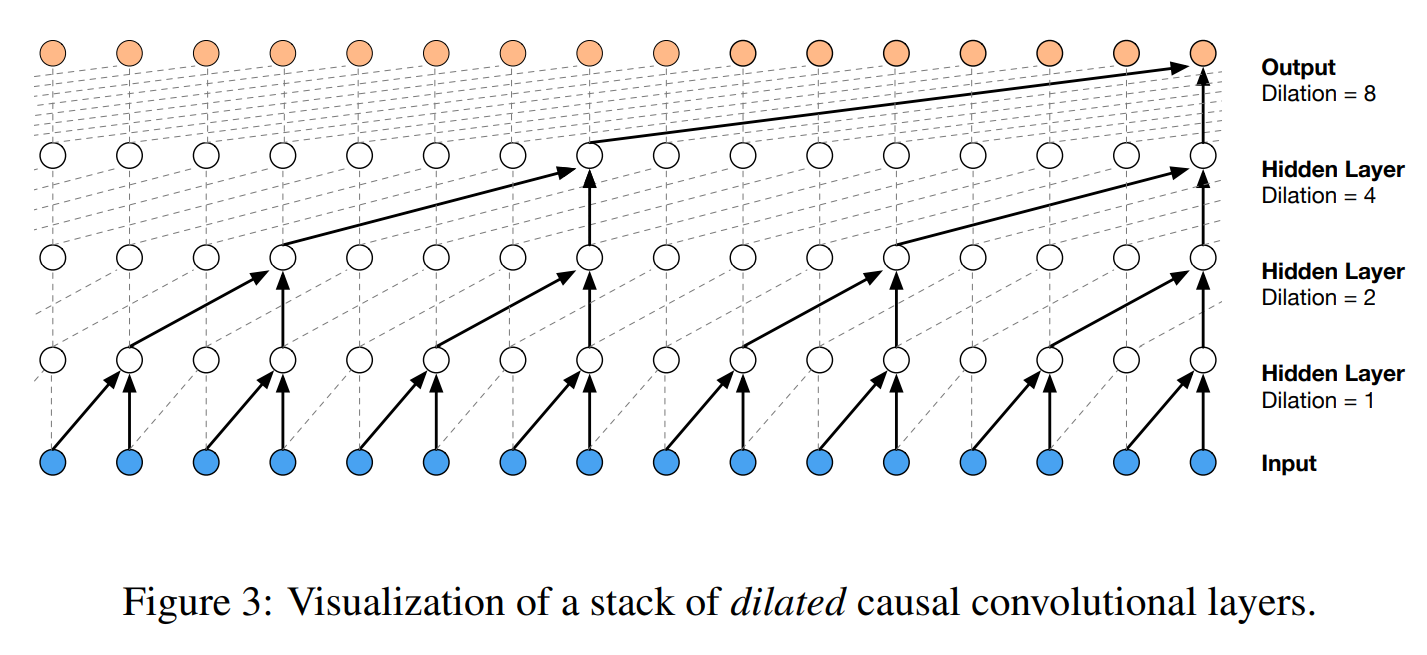 Output
Dilation = 8
Hidden Layer
Dilation = 4
Hidden Layer
Dilation = 2
Hidden Layer
Dilation = 1
Input
Figure 3: Visualization of a stack of dilated causal convolutional layers.